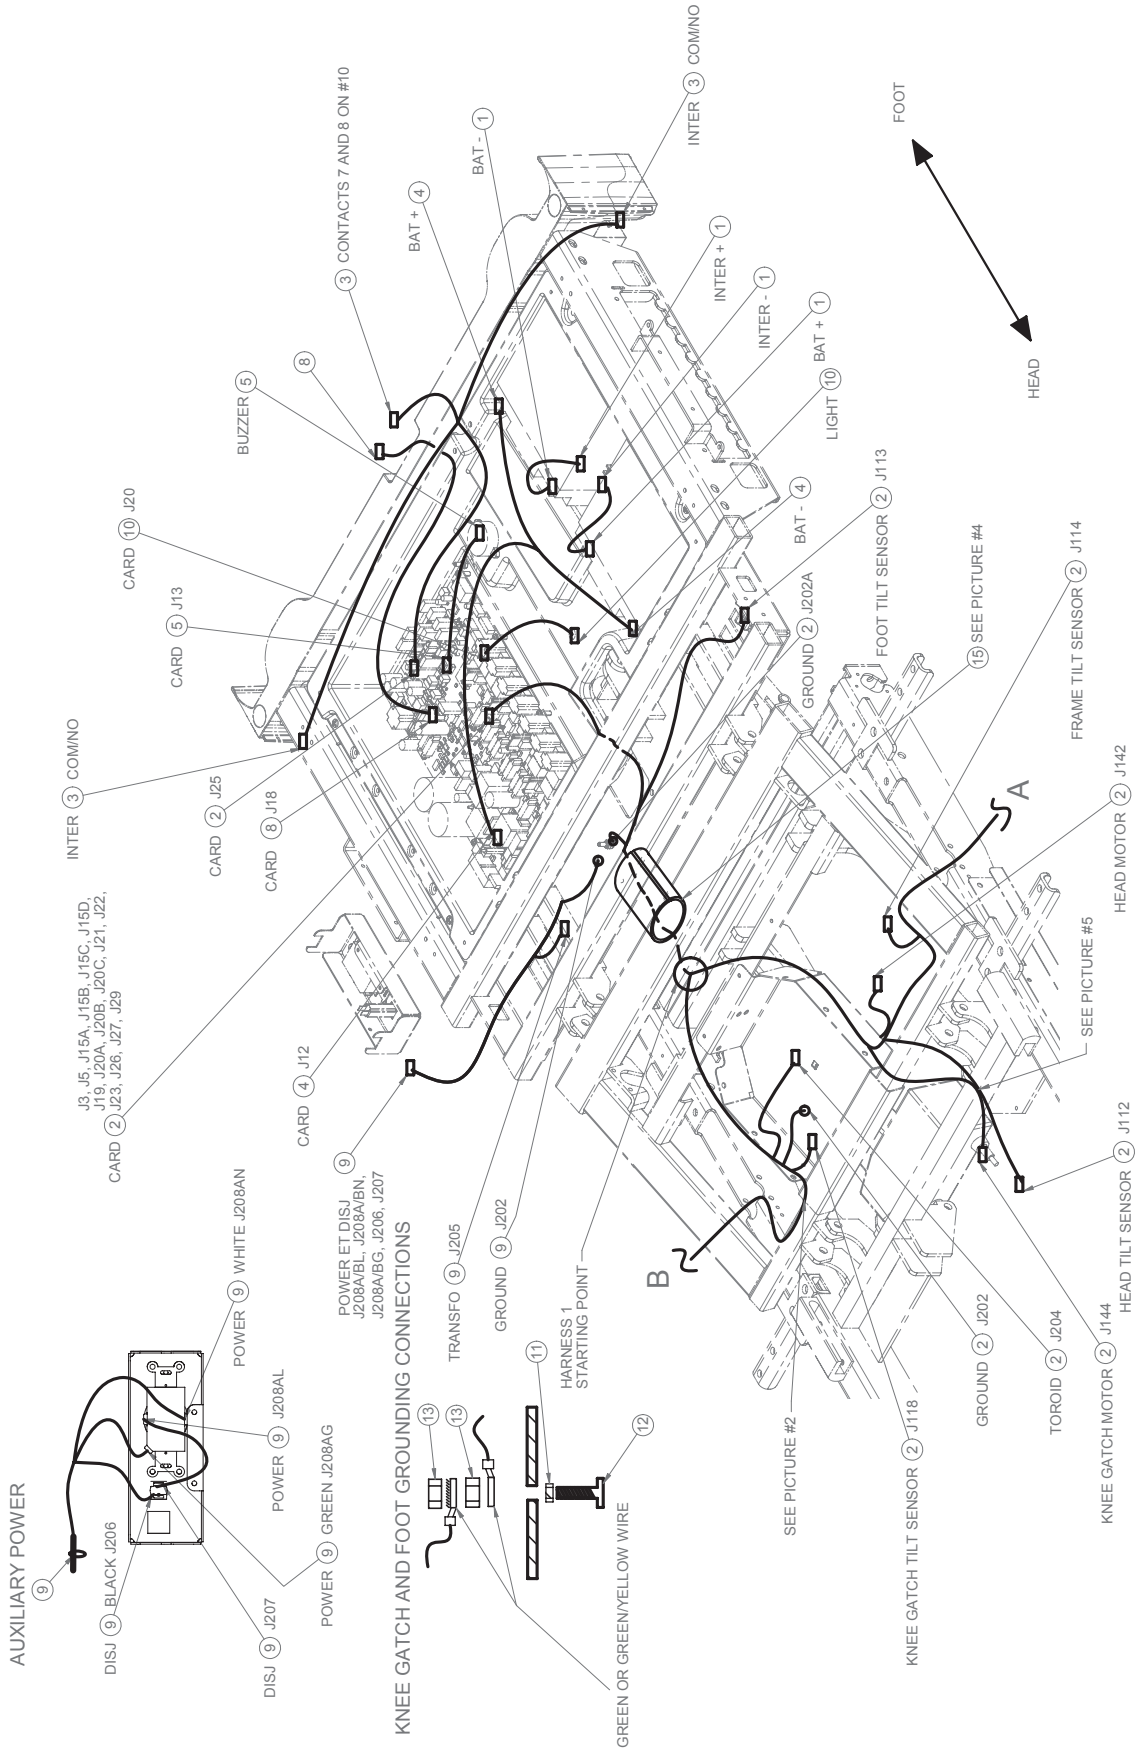 AUXILIARY POWER
9
DISJ 9 BLACK J206
DISJ 9 J207
POWER 9 GREEN J208AG
POWER 9 J208AL
POWER 9 WHITE J208AN
KNEE GATCH AND FOOT GROUNDING CONNECTIONS
13
13
11
12
GREEN OR GREEN/YELLOW WIRE
J3, J5, J15A, J15B, J15C, J15D,
J19, J20A, J20B, J20C, J21, J22,
CARD 2 J23, J26, J27, J29
INTER 3 COM/NO
CARD 2 J25
CARD 8 J18
CARD 5 J13
CARD 10 J20
BUZZER 5
8
3 CONTACTS 7 AND 8 ON #10
BAT + 4
BAT - 1
INTER 3 COM/NO
CARD 4 J12
POWER ET DISJ 9
J208A/BL, J208A/BN,
J208A/BG, J206, J207
TRANSFO 9 J205
GROUND 9 J202
HARNESS 1
STARTING POINT
INTER + 1
INTER - 1
BAT + 1
LIGHT 10
BAT - 4
FOOT TILT SENSOR 2 J113
GROUND 2 J202A
15 SEE PICTURE #4
FRAME TILT SENSOR 2 J114
HEAD MOTOR 2 J142
SEE PICTURE #5
HEAD TILT SENSOR 2 J112
KNEE GATCH MOTOR 2 J144
TOROID 2 J204
GROUND 2 J202
KNEE GATCH TILT SENSOR 2 J118
SEE PICTURE #2
A
B
FOOT
HEAD